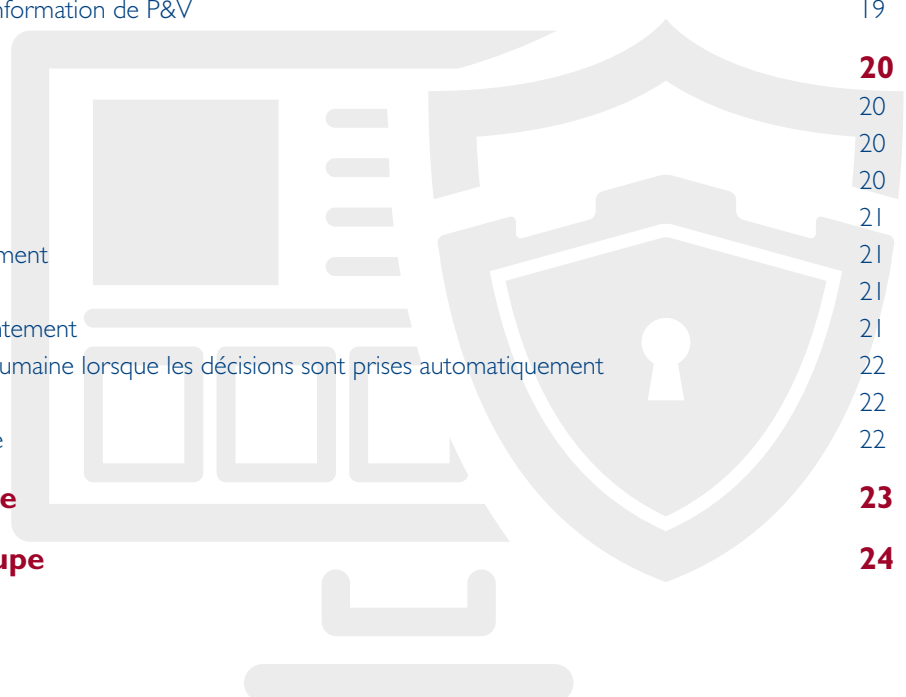 nformation de P&V 19
20
20
20
20
21
ment 21
21
tement 21
umaine lorsque les décisions sont prises automatiquement 22
22
e 22
e 23
upe 24